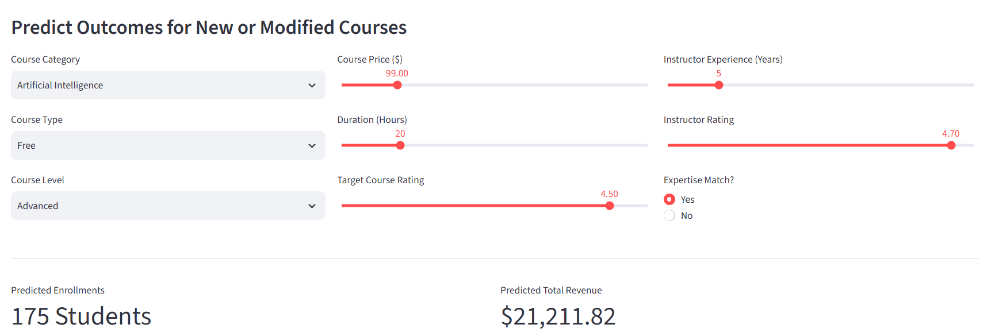 Predict Outcomes for New or Modified Courses
Course Category
Artificial Intelligence
Course Type
Free
Course Level
Advanced
Course Price ($)
99.00
Duration (Hours)
20
Target Course Rating
4.50
Instructor Experience (Years)
5
Instructor Rating
4.70
Expertise Match?
Yes
No
Predicted Enrollments
175 Students
Predicted Total Revenue
$21,211.82